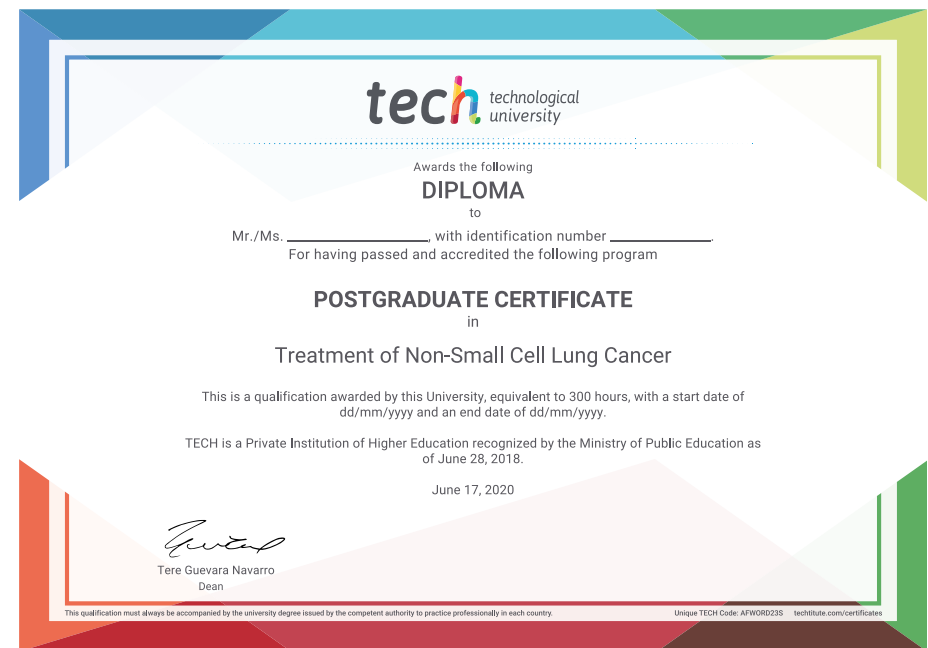 tech technological
university
Awards the following
DIPLOMA
to
Mr./Ms. ________________, with identification number ____________.
For having passed and accredited the following program
POSTGRADUATE CERTIFICATE
in
Treatment of Non-Small Cell Lung Cancer
This is a qualification awarded by this University, equivalent to 300 hours, with a start date of
dd/mm/yyyy and an end date of dd/mm/yyyy.
TECH is a Private Institution of Higher Education recognized by the Ministry of Public Education as
of June 28, 2018.
June 17, 2020
Tere Guevara Navarro
Dean
This qualification must always be accompanied by the university degree issued by the competent authority to practice professionally in each country. Unique TECH Code: AFWORD23S techtitute.com/certificates